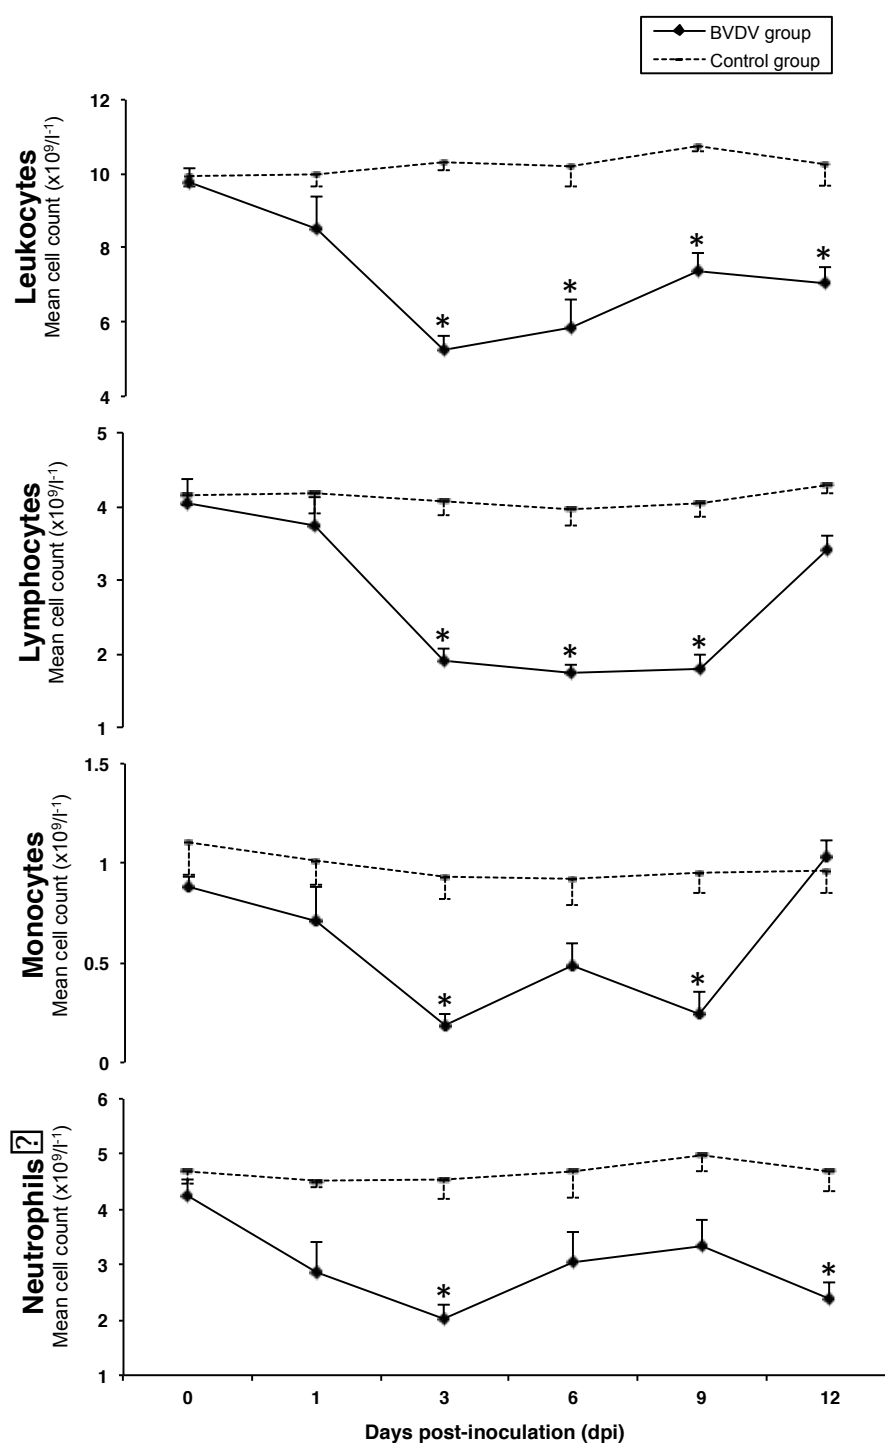 BVDV group
Control group
Leukocytes
Mean cell count (x10⁹/l⁻¹)
12
10
8
6
4
*
*
*
*
Lymphocytes
Mean cell count (x10⁹/l⁻¹)
5
4
3
2
1
*
*
*
Monocytes
Mean cell count (x10⁹/l⁻¹)
1.5
1
0.5
0
*
*
Neutrophils⍰
Mean cell count (x10⁹/l⁻¹)
6
5
4
3
2
1
*
*
0 1 3 6 9 12
Days post-inoculation (dpi)